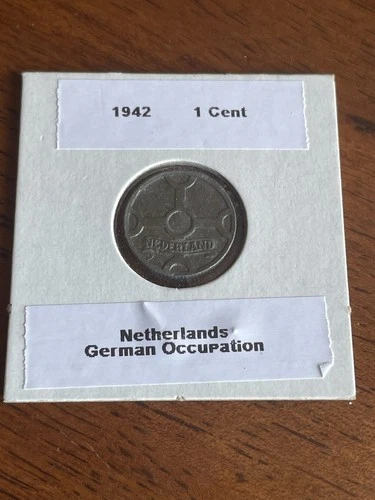 1942 1 Cent
NEDERLAND
Netherlands
German Occupation